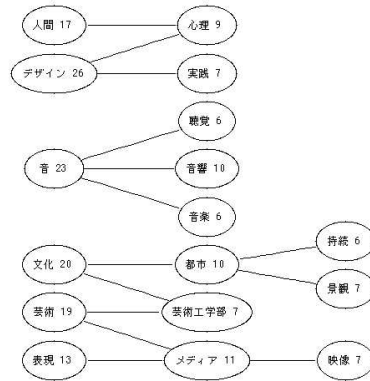 人間 17
心理 9
デザイン 26
実践 7
聴覚 6
音 23
音響 10
音楽 6
持続 6
文化 20
都市 10
景観 7
芸術 19
芸術工学部 7
表現 13
メディア 11
映像 7